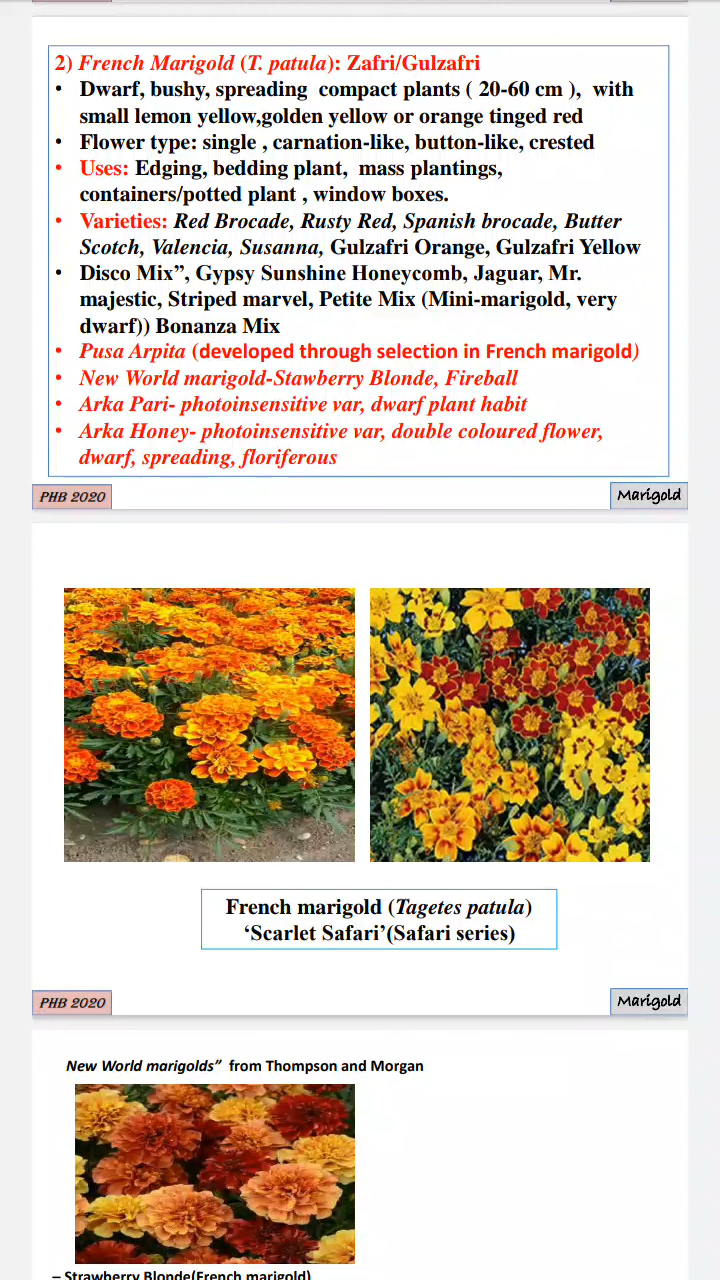 2) French Marigold (T. patula): Zafri/Gulzafri
• Dwarf, bushy, spreading compact plants ( 20-60 cm ), with
small lemon yellow,golden yellow or orange tinged red
• Flower type: single , carnation-like, button-like, crested
• Uses: Edging, bedding plant, mass plantings,
containers/potted plant , window boxes.
• Varieties: Red Brocade, Rusty Red, Spanish brocade, Butter
Scotch, Valencia, Susanna, Gulzafri Orange, Gulzafri Yellow
• Disco Mix”, Gypsy Sunshine Honeycomb, Jaguar, Mr.
majestic, Striped marvel, Petite Mix (Mini-marigold, very
dwarf)) Bonanza Mix
• Pusa Arpita (developed through selection in French marigold)
• New World marigold-Stawberry Blonde, Fireball
• Arka Pari- photoinsensitive var, dwarf plant habit
• Arka Honey- photoinsensitive var, double coloured flower,
dwarf, spreading, floriferous
PHB 2020 Marigold
French marigold (Tagetes patula)
‘Scarlet Safari’(Safari series)
PHB 2020 Marigold
New World marigolds” from Thompson and Morgan
– Strawberry Blonde(French marigold)